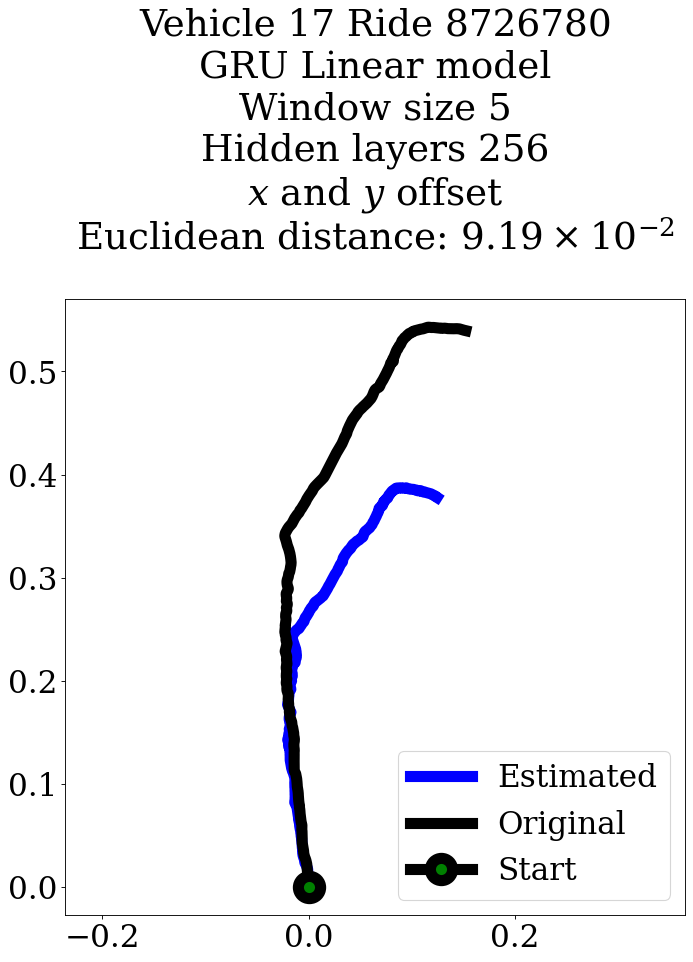 Vehicle 17 Ride 8726780
GRU Linear model
Window size 5
Hidden layers 256
x and y offset
Euclidean distance: 9.19 × 10⁻²
0.5
0.4
0.3
0.2
0.1
0.0
−0.2 0.0 0.2
Estimated
Original
Start